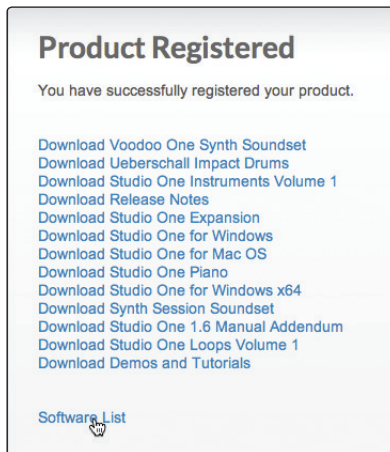 Product Registered
You have successfully registered your product.
Download Voodoo One Synth Soundset
Download Ueberschall Impact Drums
Download Studio One Instruments Volume 1
Download Release Notes
Download Studio One Expansion
Download Studio One for Windows
Download Studio One for Mac OS
Download Studio One Piano
Download Studio One for Windows x64
Download Synth Session Soundset
Download Studio One 1.6 Manual Addendum
Download Studio One Loops Volume 1
Download Demos and Tutorials
Software List